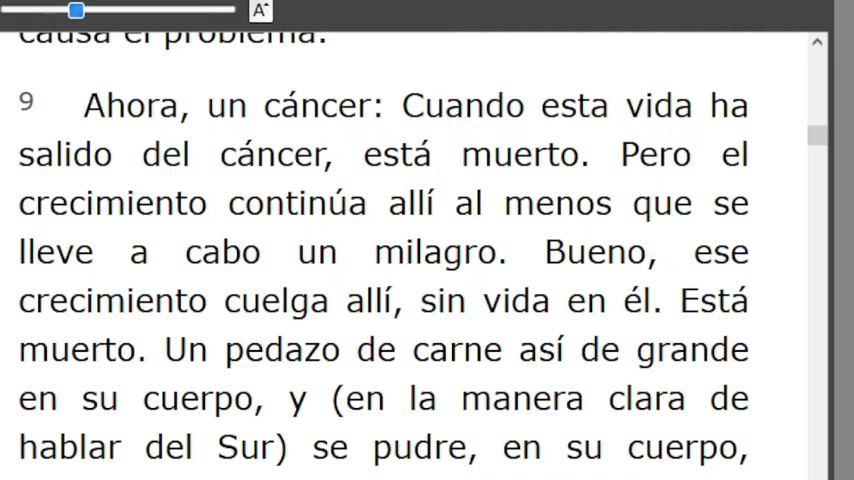 A
causa el problema.
9 Ahora, un cáncer: Cuando esta vida ha
salido del cáncer, está muerto. Pero el
crecimiento continúa allí al menos que se
lleve a cabo un milagro. Bueno, ese
crecimiento cuelga allí, sin vida en él. Está
muerto. Un pedazo de carne así de grande
en su cuerpo, y (en la manera clara de
hablar del Sur) se pudre, en su cuerpo,